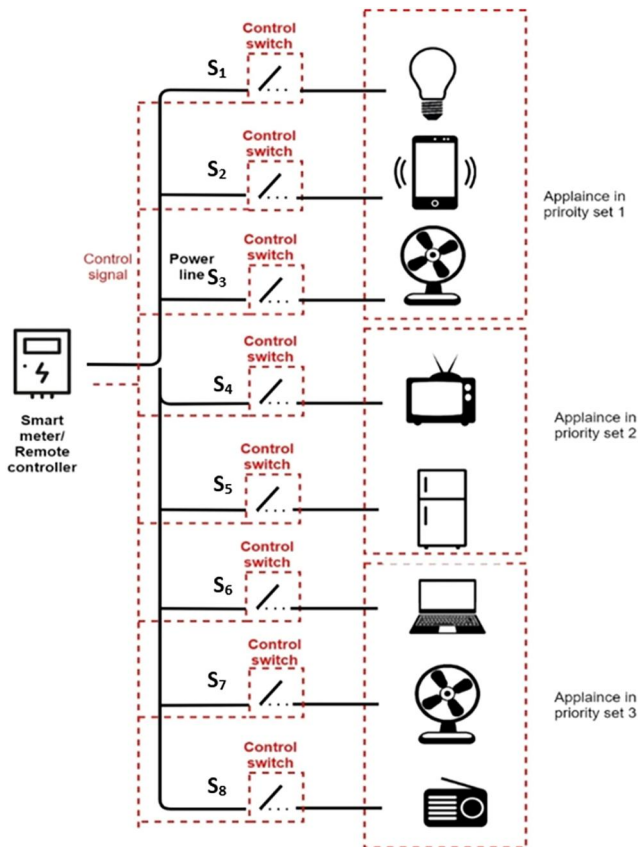 Control
switch
S₁
Control
switch
S₂
Applaince in
priroity set 1
Control
switch
Control
signal
Power
line
S₃
Control
switch
S₄
Smart
meter/
Remote
controller
Applaince in
priority set 2
Control
switch
S₅
Control
switch
S₆
Control
switch
S₇
Applaince in
priority set 3
Control
switch
S₈